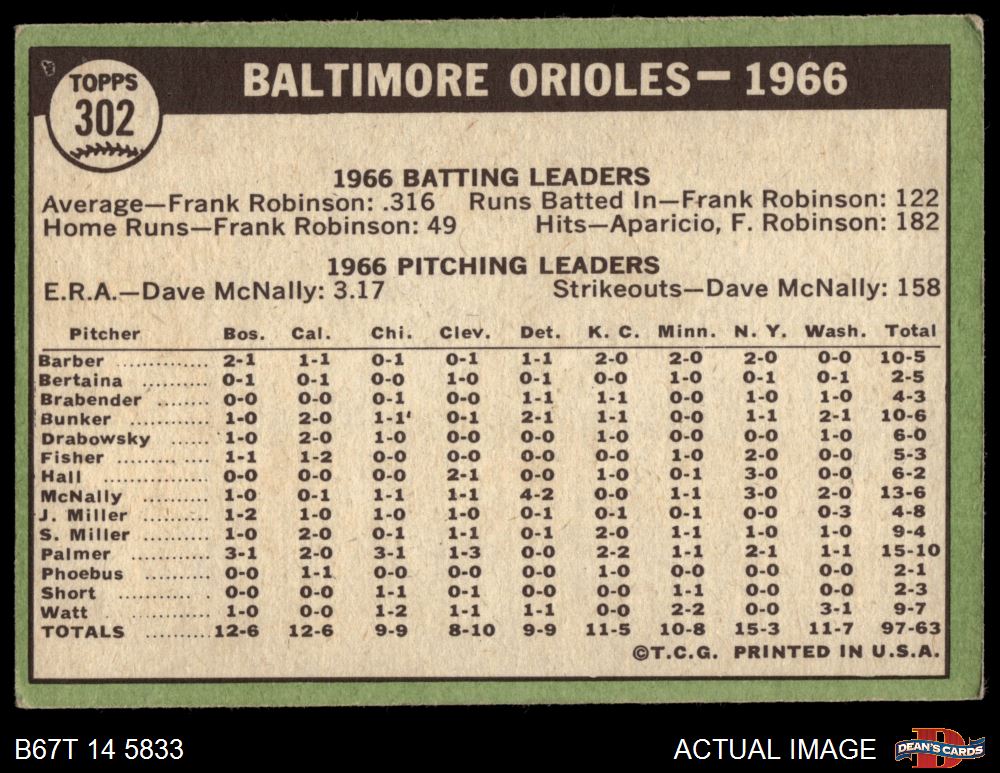 TOPPS
302
BALTIMORE ORIOLES—1966
1966 BATTING LEADERS
Average—Frank Robinson: .316 Runs Batted In—Frank Robinson: 122
Home Runs—Frank Robinson: 49 Hits—Aparicio, F. Robinson: 182
1966 PITCHING LEADERS
E.R.A.—Dave McNally: 3.17 Strikeouts—Dave McNally: 158
Pitcher Bos. Cal. Chi. Clev. Det. K. C. Minn. N. Y. Wash. Total
Barber .............. 2-1 1-1 0-1 0-1 1-1 2-0 2-0 2-0 0-0 10-5
Bertaina .......... 0-1 0-1 0-0 1-0 0-1 0-0 1-0 0-1 0-1 2-5
Brabender ........ 0-0 0-0 0-1 0-0 1-1 1-1 0-0 1-0 1-0 4-3
Bunker ............ 1-0 2-0 1-1 0-1 2-1 1-1 0-0 1-1 2-1 10-6
Drabowsky ...... 1-0 2-0 1-0 0-0 0-0 1-0 0-0 0-0 1-0 6-0
Fisher ............. 1-1 1-2 0-0 0-0 0-0 0-0 1-0 2-0 0-0 5-3
Hall .................. 0-0 0-0 0-0 2-1 0-0 1-0 0-1 3-0 0-0 6-2
McNally .......... 1-0 0-1 1-1 1-1 4-2 0-0 1-1 3-0 2-0 13-6
J. Miller .......... 1-2 1-0 1-0 1-0 0-1 0-1 0-1 0-0 0-3 4-8
S. Miller .......... 1-0 2-0 0-1 1-1 0-1 2-0 1-1 1-0 1-0 9-4
Palmer ............ 3-1 2-0 3-1 1-3 0-0 2-2 1-1 2-1 1-1 15-10
Phoebus .......... 0-0 1-1 0-0 0-0 0-0 1-0 0-0 0-0 0-0 2-1
Short .............. 0-0 0-0 1-1 0-1 0-0 0-0 1-1 0-0 0-0 2-3
Watt ................ 1-0 0-0 1-2 1-1 1-1 0-0 2-2 0-0 3-1 9-7
TOTALS .......... 12-6 12-6 9-9 8-10 9-9 11-5 10-8 15-3 11-7 97-63
©T.C.G. PRINTED IN U.S.A.
B67T 14 5833
ACTUAL IMAGE
D
DEAN'S CARDS